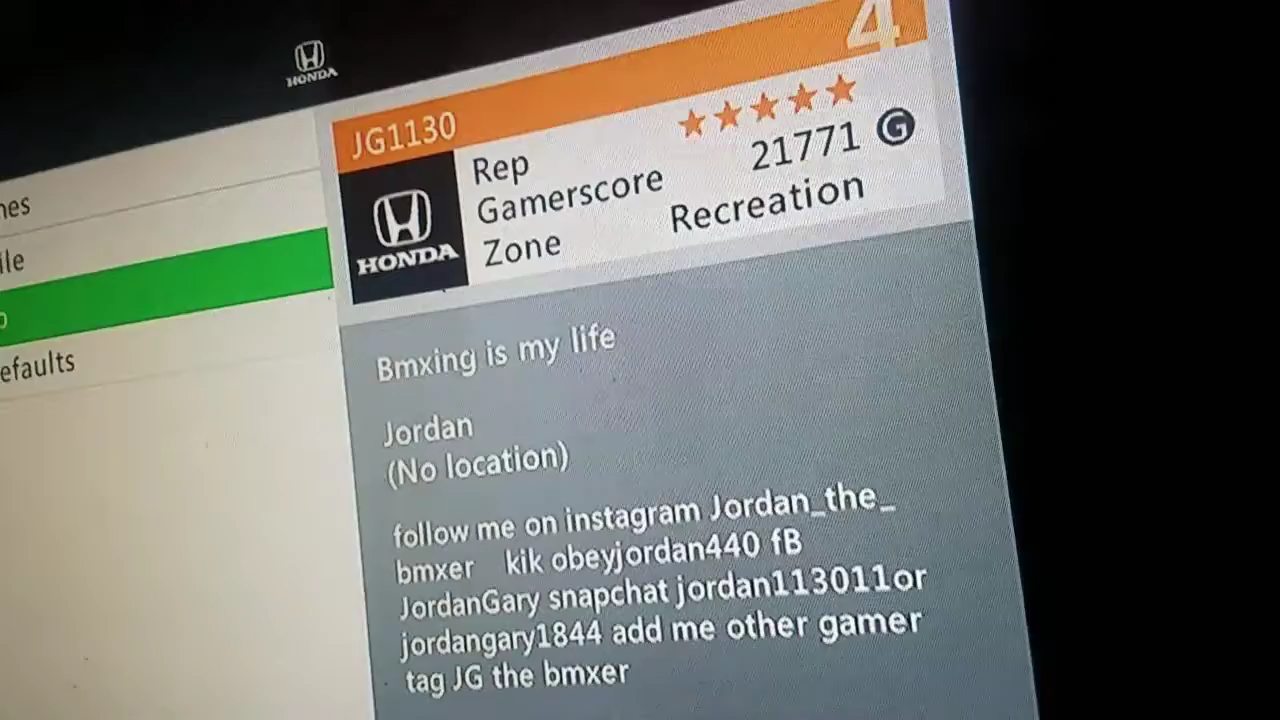 HONDA
4
JG1130
Rep
21771 G
Gamerscore
Zone Recreation
HONDA
nes
ile
efaults
Bmxing is my life
Jordan
(No location)
follow me on instagram Jordan_the_
bmxer kik obeyjordan440 fB
JordanGary snapchat jordan113011or
jordangary1844 add me other gamer
tag JG the bmxer